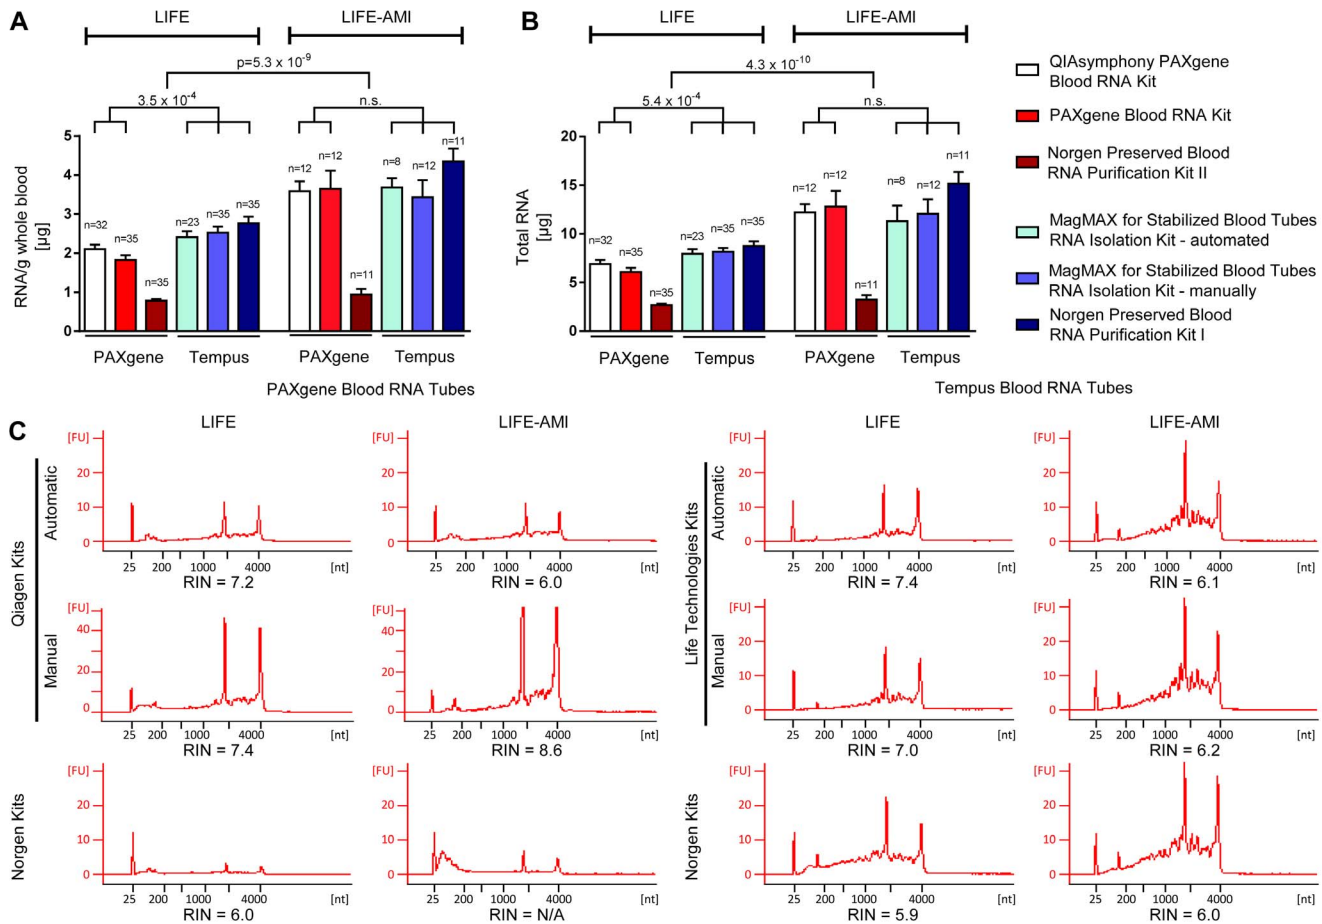 A
LIFE
LIFE-AMI
p=5.3 x 10-9
3.5 x 10-4
n.s.
RNA/g whole blood
[µg]
5
4
3
2
1
0
n=32
n=35
n=35
n=23
n=35
n=35
n=12
n=12
n=11
n=8
n=12
n=11
PAXgene
Tempus
PAXgene
Tempus
B
LIFE
LIFE-AMI
4.3 x 10-10
5.4 x 10-4
n.s.
Total RNA
[µg]
20
15
10
5
0
n=32
n=35
n=35
n=23
n=35
n=35
n=12
n=12
n=11
n=8
n=12
n=11
PAXgene
Tempus
PAXgene
Tempus
QIAsymphony PAXgene
Blood RNA Kit
PAXgene Blood RNA Kit
Norgen Preserved Blood
RNA Purification Kit II
MagMAX for Stabilized Blood Tubes
RNA Isolation Kit - automated
MagMAX for Stabilized Blood Tubes
RNA Isolation Kit - manually
Norgen Preserved Blood
RNA Purification Kit I
PAXgene Blood RNA Tubes
Tempus Blood RNA Tubes
C
LIFE
LIFE-AMI
LIFE
LIFE-AMI
Qiagen Kits
Automatic
[FU]
20
10
0
25 200 1000 4000 [nt]
RIN = 7.2
[FU]
20
10
0
25 200 1000 4000 [nt]
RIN = 6.0
Life Technologies Kits
Automatic
[FU]
20
10
0
25 200 1000 4000 [nt]
RIN = 7.4
[FU]
20
10
0
25 200 1000 4000 [nt]
RIN = 6.1
Manual
[FU]
40
20
0
25 200 1000 4000 [nt]
RIN = 7.4
[FU]
40
20
0
25 200 1000 4000 [nt]
RIN = 8.6
Manual
[FU]
20
10
0
25 200 1000 4000 [nt]
RIN = 7.0
[FU]
20
10
0
25 200 1000 4000 [nt]
RIN = 6.2
Norgen Kits
[FU]
20
10
0
25 200 1000 4000 [nt]
RIN = 6.0
[FU]
20
10
0
25 200 1000 4000 [nt]
RIN = N/A
Norgen Kits
[FU]
20
10
0
25 200 1000 4000 [nt]
RIN = 5.9
[FU]
20
10
0
25 200 1000 4000 [nt]
RIN = 6.0